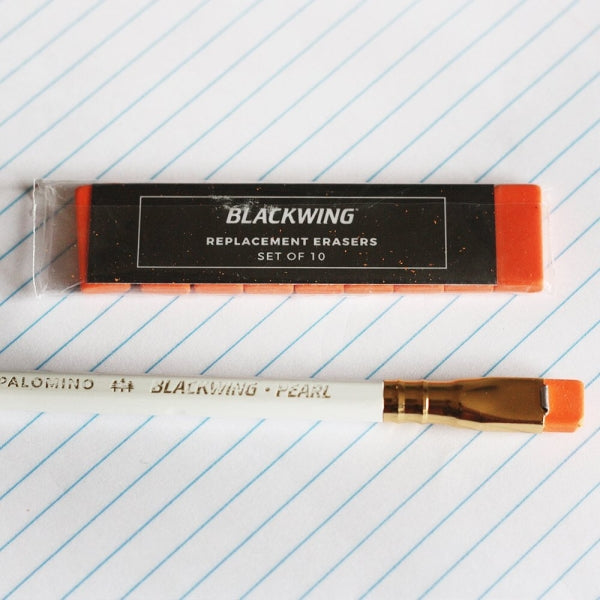 BLACKWING
REPLACEMENT ERASERS
SET OF 10
PALOMINO BLACKWING · PEARL